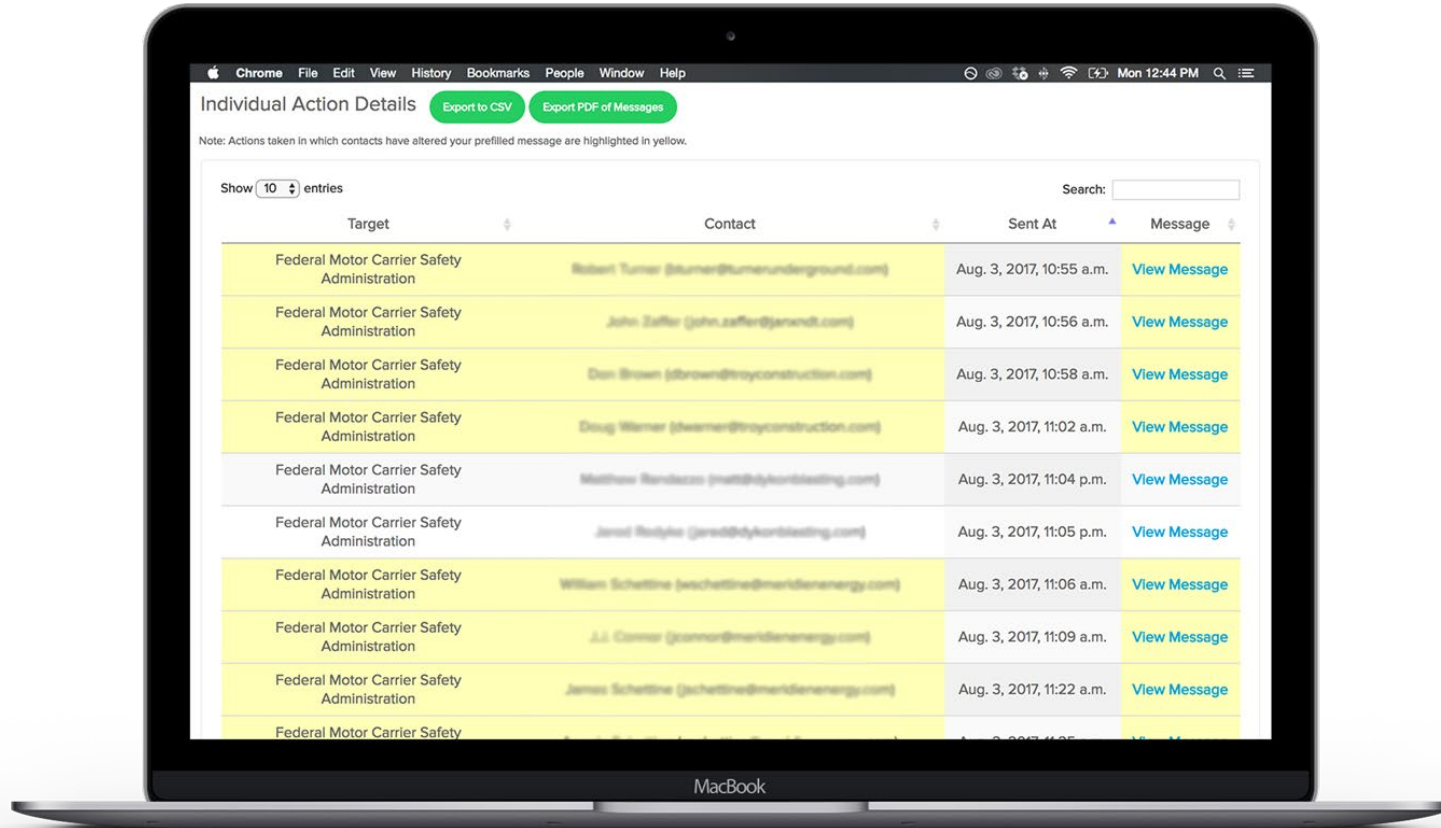 Chrome File Edit View History Bookmarks People Window Help Mon 12:44 PM
Individual Action Details Export to CSV Export PDF of Messages
Note: Actions taken in which contacts have altered your prefilled message are highlighted in yellow.
Show 10 entries Search:
Target Contact Sent At Message
Federal Motor Carrier Safety
Administration
Aug. 3, 2017, 10:55 a.m. View Message
Federal Motor Carrier Safety
Administration
Aug. 3, 2017, 10:56 a.m. View Message
Federal Motor Carrier Safety
Administration
Aug. 3, 2017, 10:58 a.m. View Message
Federal Motor Carrier Safety
Administration
Aug. 3, 2017, 11:02 a.m. View Message
Federal Motor Carrier Safety
Administration
Aug. 3, 2017, 11:04 p.m. View Message
Federal Motor Carrier Safety
Administration
Aug. 3, 2017, 11:05 p.m. View Message
Federal Motor Carrier Safety
Administration
Aug. 3, 2017, 11:06 a.m. View Message
Federal Motor Carrier Safety
Administration
Aug. 3, 2017, 11:09 a.m. View Message
Federal Motor Carrier Safety
Administration
Aug. 3, 2017, 11:22 a.m. View Message
Federal Motor Carrier Safety
MacBook